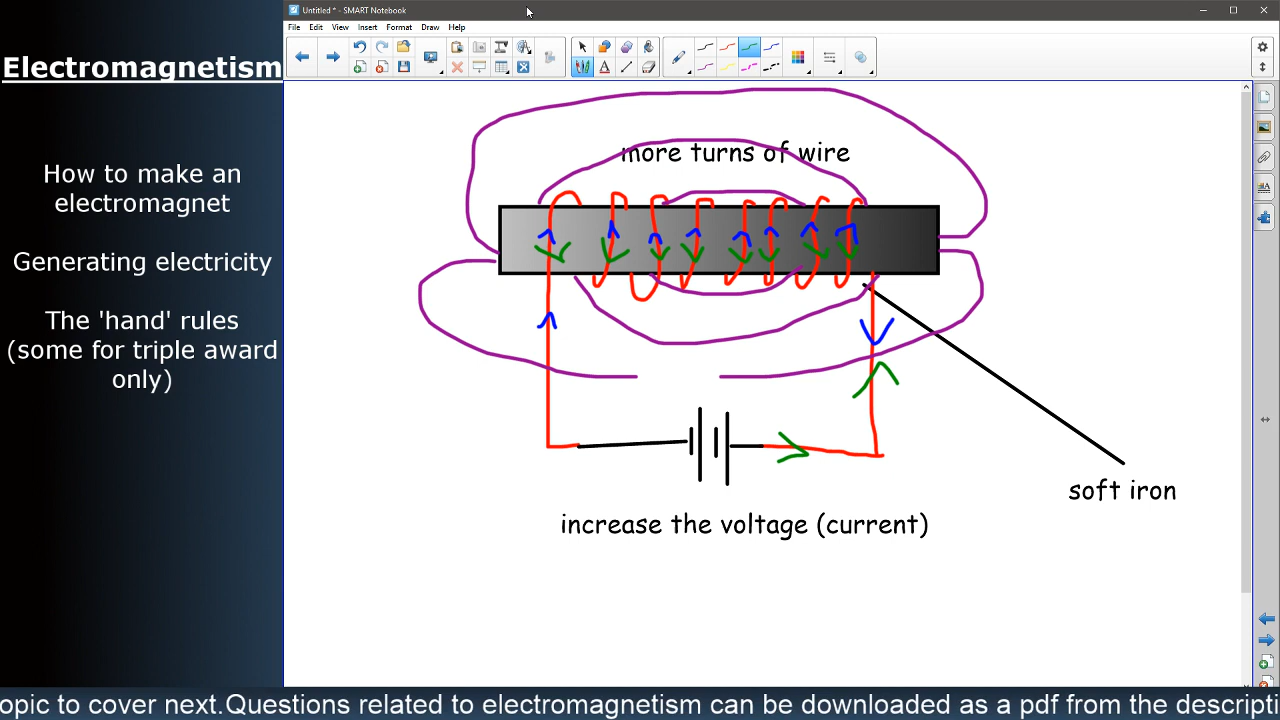 Untitled * - SMART Notebook
File Edit View Insert Format Draw Help
Electromagnetism
How to make an
electromagnet
Generating electricity
The 'hand' rules
(some for triple award
only)
more turns of wire
soft iron
increase the voltage (current)
opic to cover next.Questions related to electromagnetism can be downloaded as a pdf from the descripti